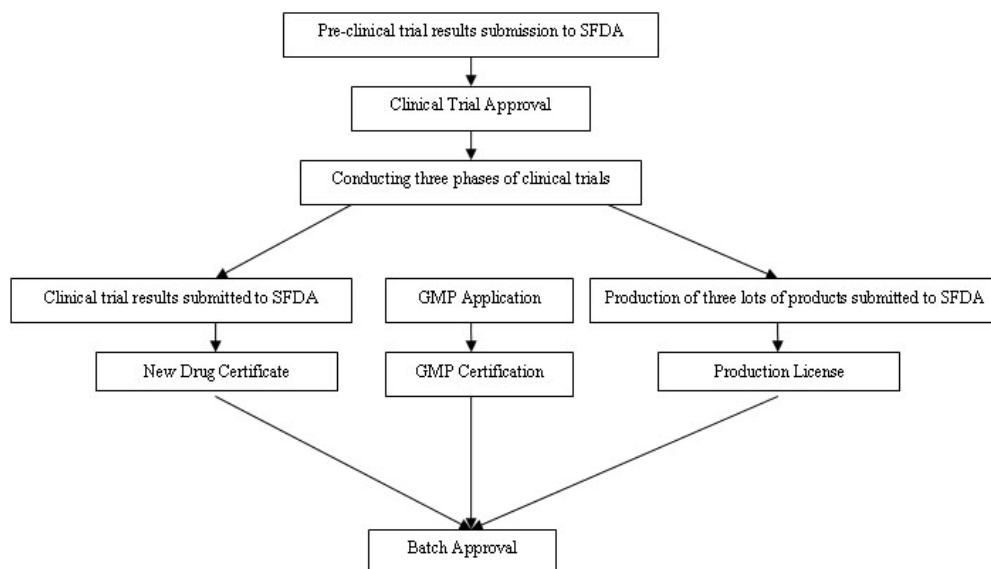 Pre-clinical trial results submission to SFDA
Clinical Trial Approval
Conducting three phases of clinical trials
Clinical trial results submitted to SFDA
GMP Application
Production of three lots of products submitted to SFDA
New Drug Certificate
GMP Certification
Production License
Batch Approval